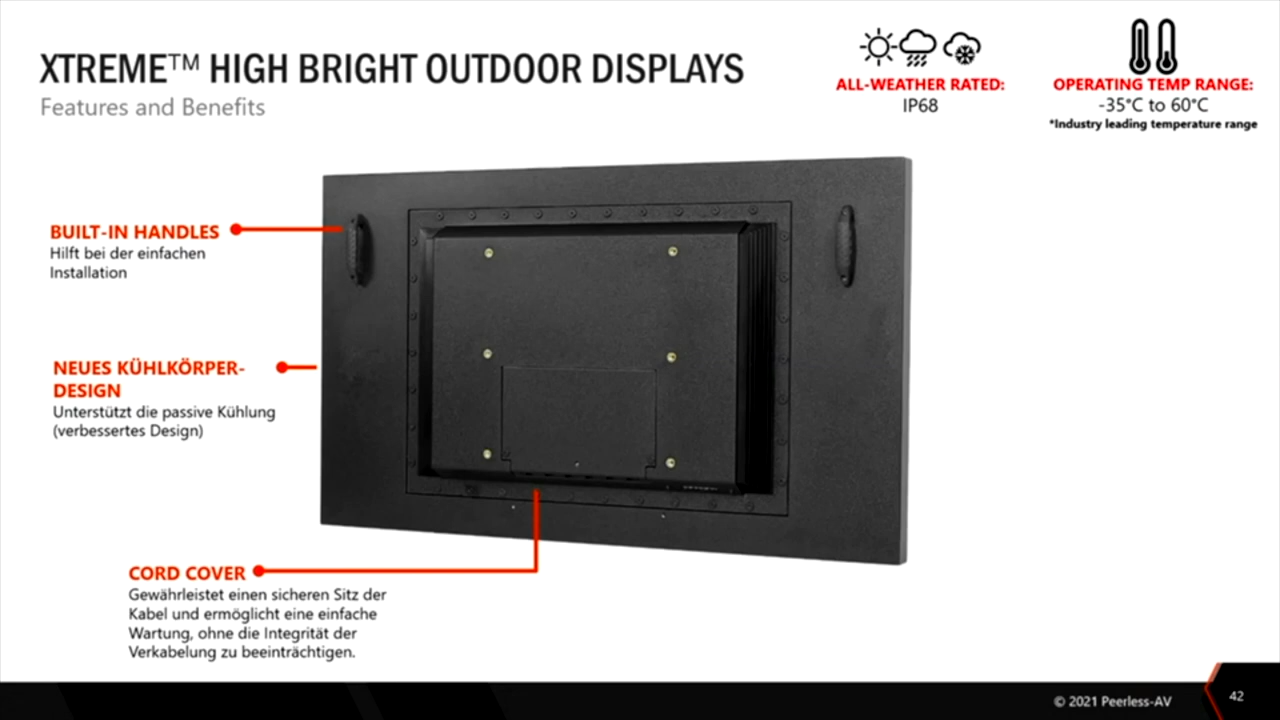 XTREME™ HIGH BRIGHT OUTDOOR DISPLAYS
Features and Benefits
ALL-WEATHER RATED:
IP68
OPERATING TEMP RANGE:
-35°C to 60°C
*Industry leading temperature range
BUILT-IN HANDLES
Hilft bei der einfachen
Installation
NEUES KÜHLKÖRPER-
DESIGN
Unterstützt die passive Kühlung
(verbessertes Design)
CORD COVER
Gewährleistet einen sicheren Sitz der
Kabel und ermöglicht eine einfache
Wartung, ohne die Integrität der
Verkabelung zu beeinträchtigen.
© 2021 Peerless-AV
42